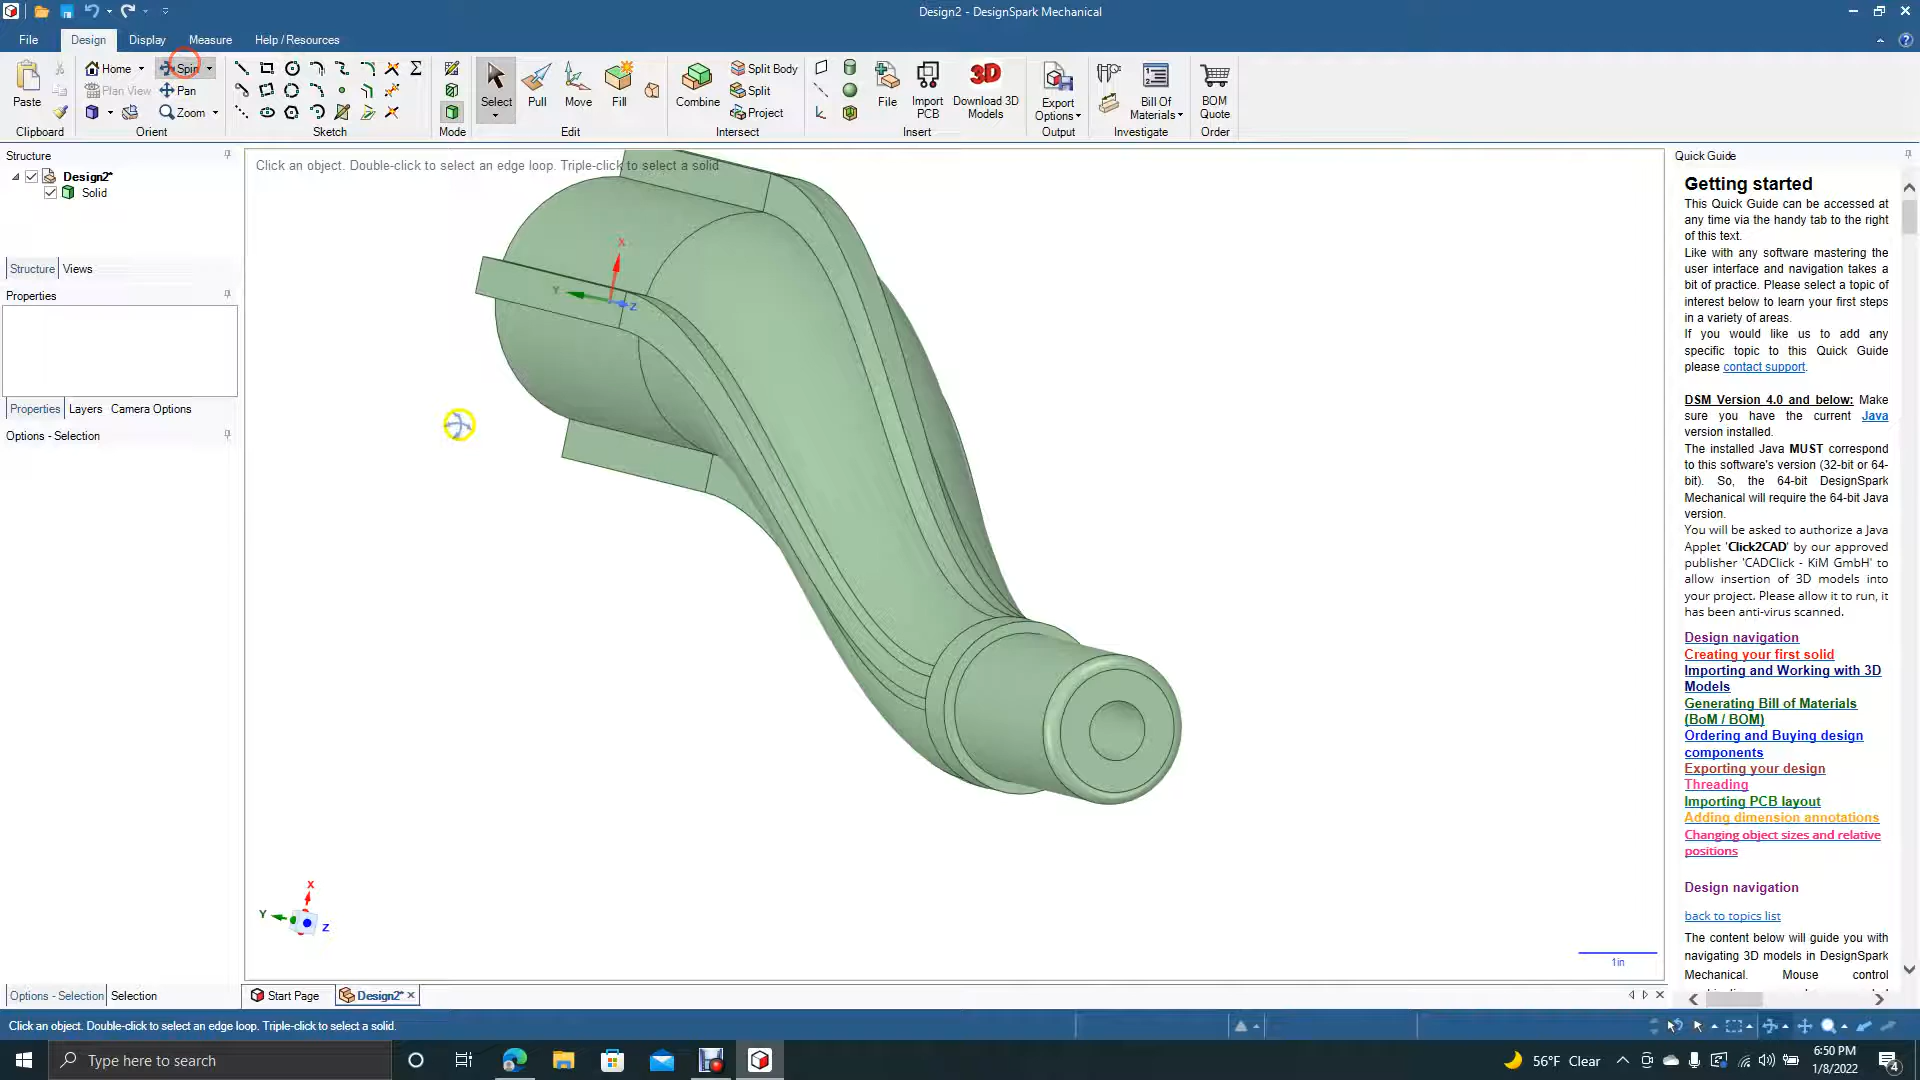 Design2 - DesignSpark Mechanical
File Design Display Measure Help / Resources
Paste
Clipboard
Home Spin
Plan View Pan
Zoom
Orient
Sketch
Mode
Select Pull Move Fill
Edit
Combine Split Body
Split
Project
Intersect
File Import PCB Download 3D Models
Insert
Export Options
Output
Bill Of Materials
Investigate
BOM Quote
Order
Structure
Design2*
Solid
Structure Views
Properties
Properties Layers Camera Options
Options - Selection
Click an object. Double-click to select an edge loop. Triple-click to select a solid
X
Y
Z
X
Y
Z
1in
Quick Guide
Getting started
This Quick Guide can be accessed at
any time via the handy tab to the right
of this text.
Like with any software mastering the
user interface and navigation takes a
bit of practice. Please select a topic of
interest below to learn your first steps
in a variety of areas.
If you would like us to add any
specific topic to this Quick Guide
please contact support.
DSM Version 4.0 and below: Make
sure you have the current Java
version installed.
The installed Java MUST correspond
to this software's version (32-bit or 64-
bit). So, the 64-bit DesignSpark
Mechanical will require the 64-bit Java
version.
You will be asked to authorize a Java
Applet 'Click2CAD' by our approved
publisher 'CADClick - KiM GmbH' to
allow insertion of 3D models into
your project. Please allow it to run, it
has been anti-virus scanned.
Design navigation
Creating your first solid
Importing and Working with 3D
Models
Generating Bill of Materials
(BoM / BOM)
Ordering and Buying design
components
Exporting your design
Threading
Importing PCB layout
Adding dimension annotations
Changing object sizes and relative
positions
Design navigation
back to topics list
The content below will guide you with
navigating 3D models in DesignSpark
Mechanical. Mouse control
Options - Selection Selection
Start Page Design2*
Click an object. Double-click to select an edge loop. Triple-click to select a solid.
Type here to search
56°F Clear
6:50 PM
1/8/2022
4